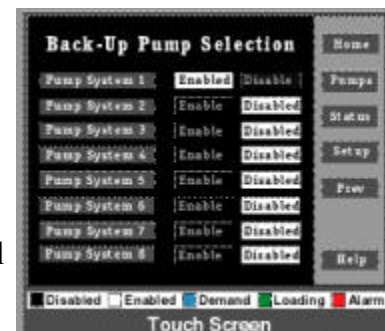 Back-Up Pump Selection
Home
Pump System 1 Enabled Disable
Pumps
Pump System 2 Enable Disabled
Status
Pump System 3 Enable Disabled
Pump System 4 Enable Disabled
Setup
Pump System 5 Enable Disabled
Prev
Pump System 6 Enable Disabled
Pump System 7 Enable Disabled
Pump System 8 Enable Disabled
Help
Disabled Enabled Demand Loading Alarm
Touch Screen